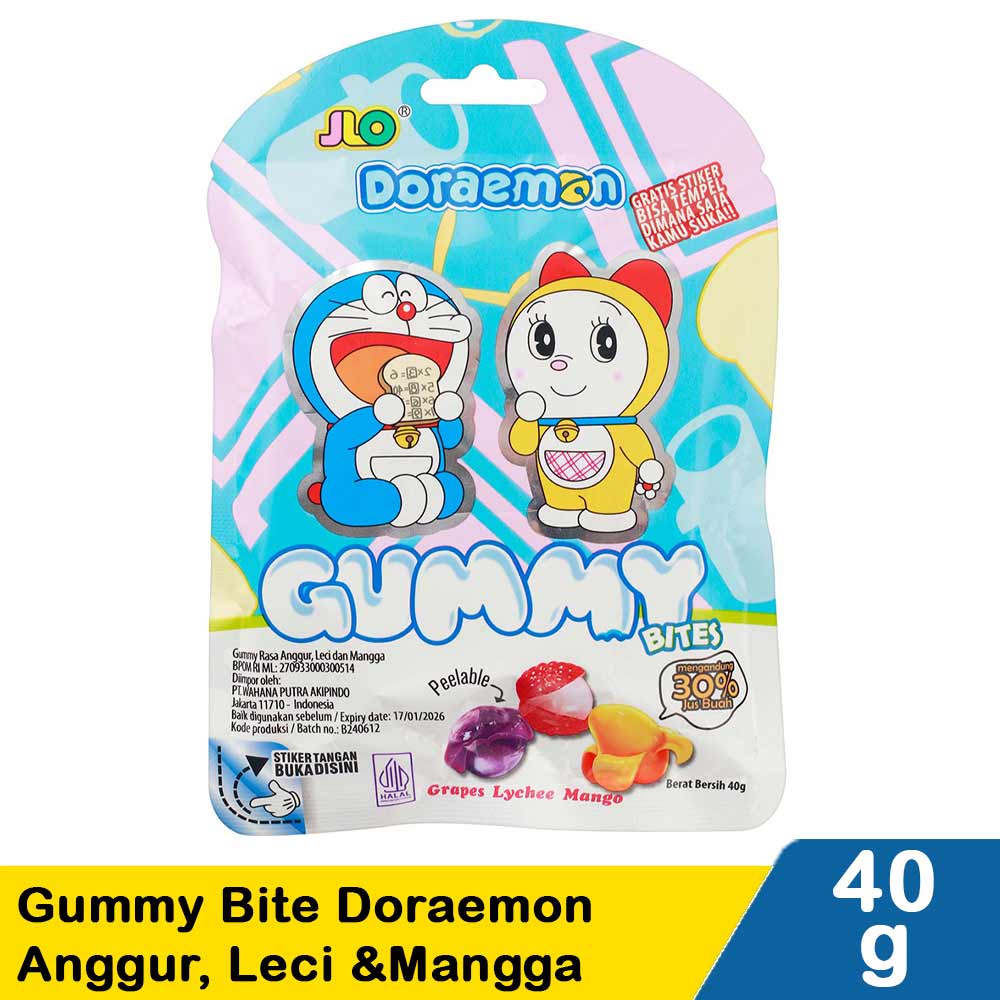 JLO ®
Doraemon
GRATIS STIKER
BISA TEMPEL
DIMANA SAJA
KAMU SUKA!!
GUMMY
BITES
Gummy Rasa Anggur, Leci dan Mangga
BPOM RI ML: 270933000300514
Diimpor oleh:
PT. WAHANA PUTRA AKIPINDO
Jakarta 11710 - Indonesia
Baik digunakan sebelum / Expiry date: 17/01/2026
Kode produksi / Batch no.: B240612
Peelable
mengandung
30%
Jus Buah
STIKER TANGAN
BUKA DISINI
HALAL
Grapes Lychee Mango
Berat Bersih 40g
Gummy Bite Doraemon
Anggur, Leci &Mangga
40
g